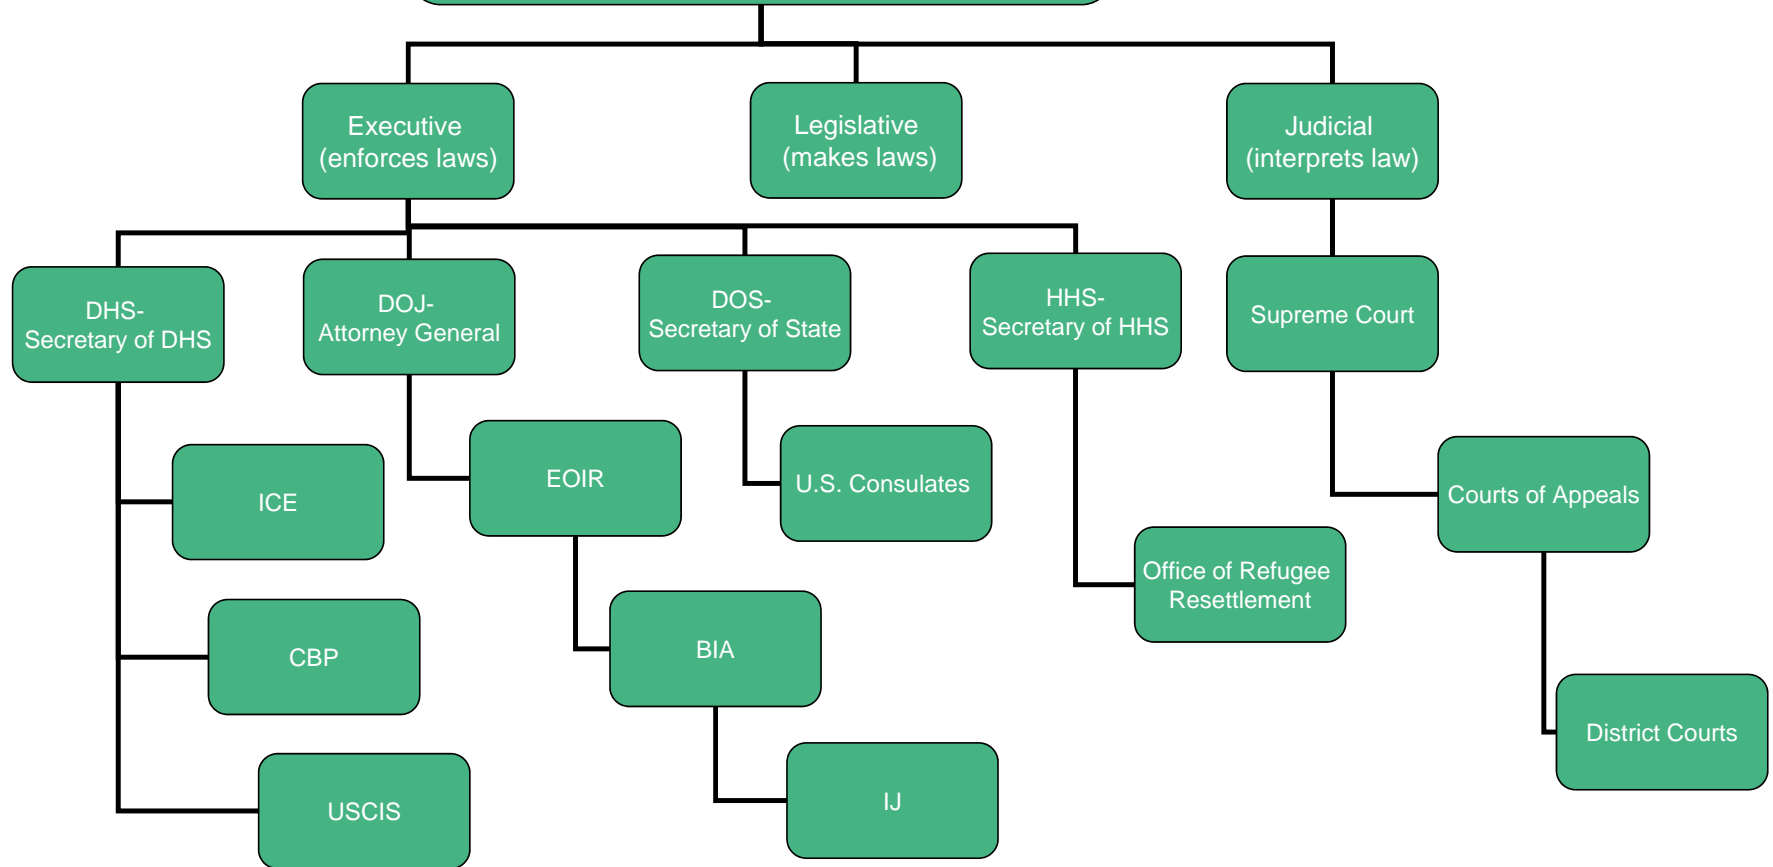 Executive
(enforces laws)
Legislative
(makes laws)
Judicial
(interprets law)
DHS-
Secretary of DHS
DOJ-
Attorney General
DOS-
Secretary of State
HHS-
Secretary of HHS
Supreme Court
ICE
EOIR
U.S. Consulates
Courts of Appeals
Office of Refugee
Resettlement
CBP
BIA
District Courts
USCIS
IJ